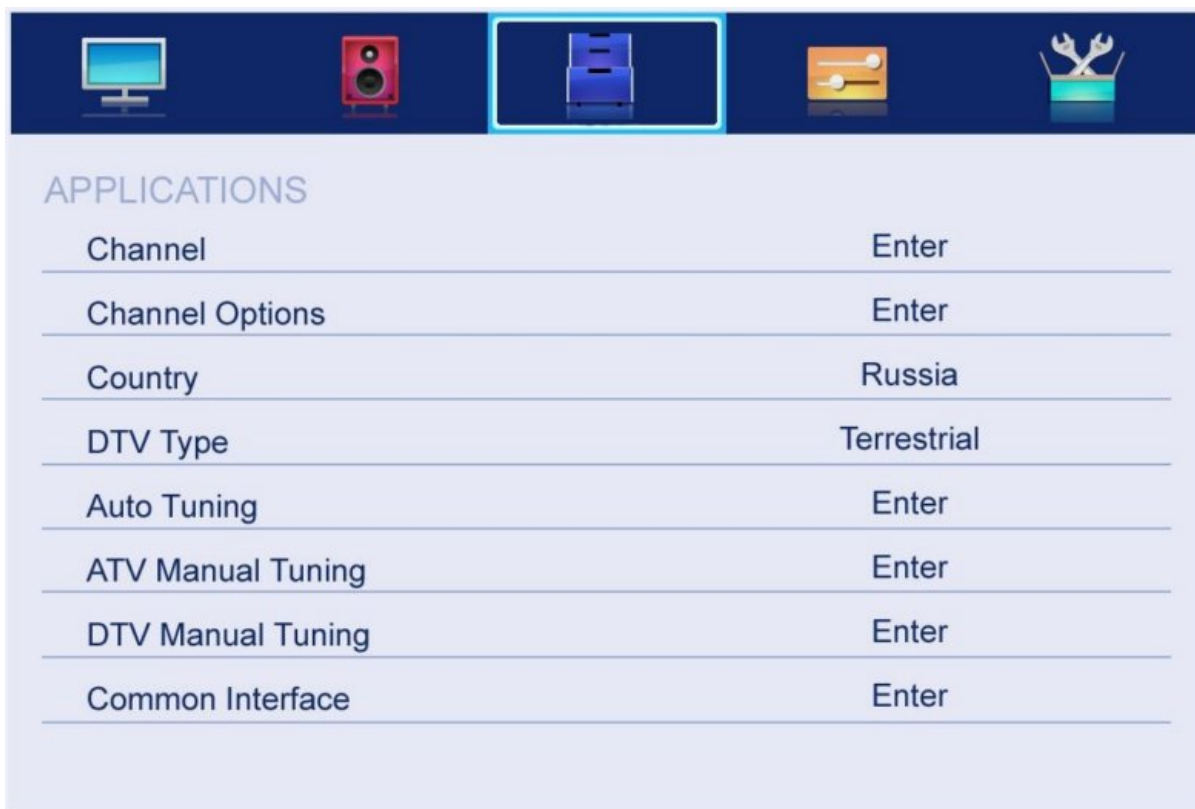 APPLICATIONS
Channel Enter
Channel Options Enter
Country Russia
DTV Type Terrestrial
Auto Tuning Enter
ATV Manual Tuning Enter
DTV Manual Tuning Enter
Common Interface Enter